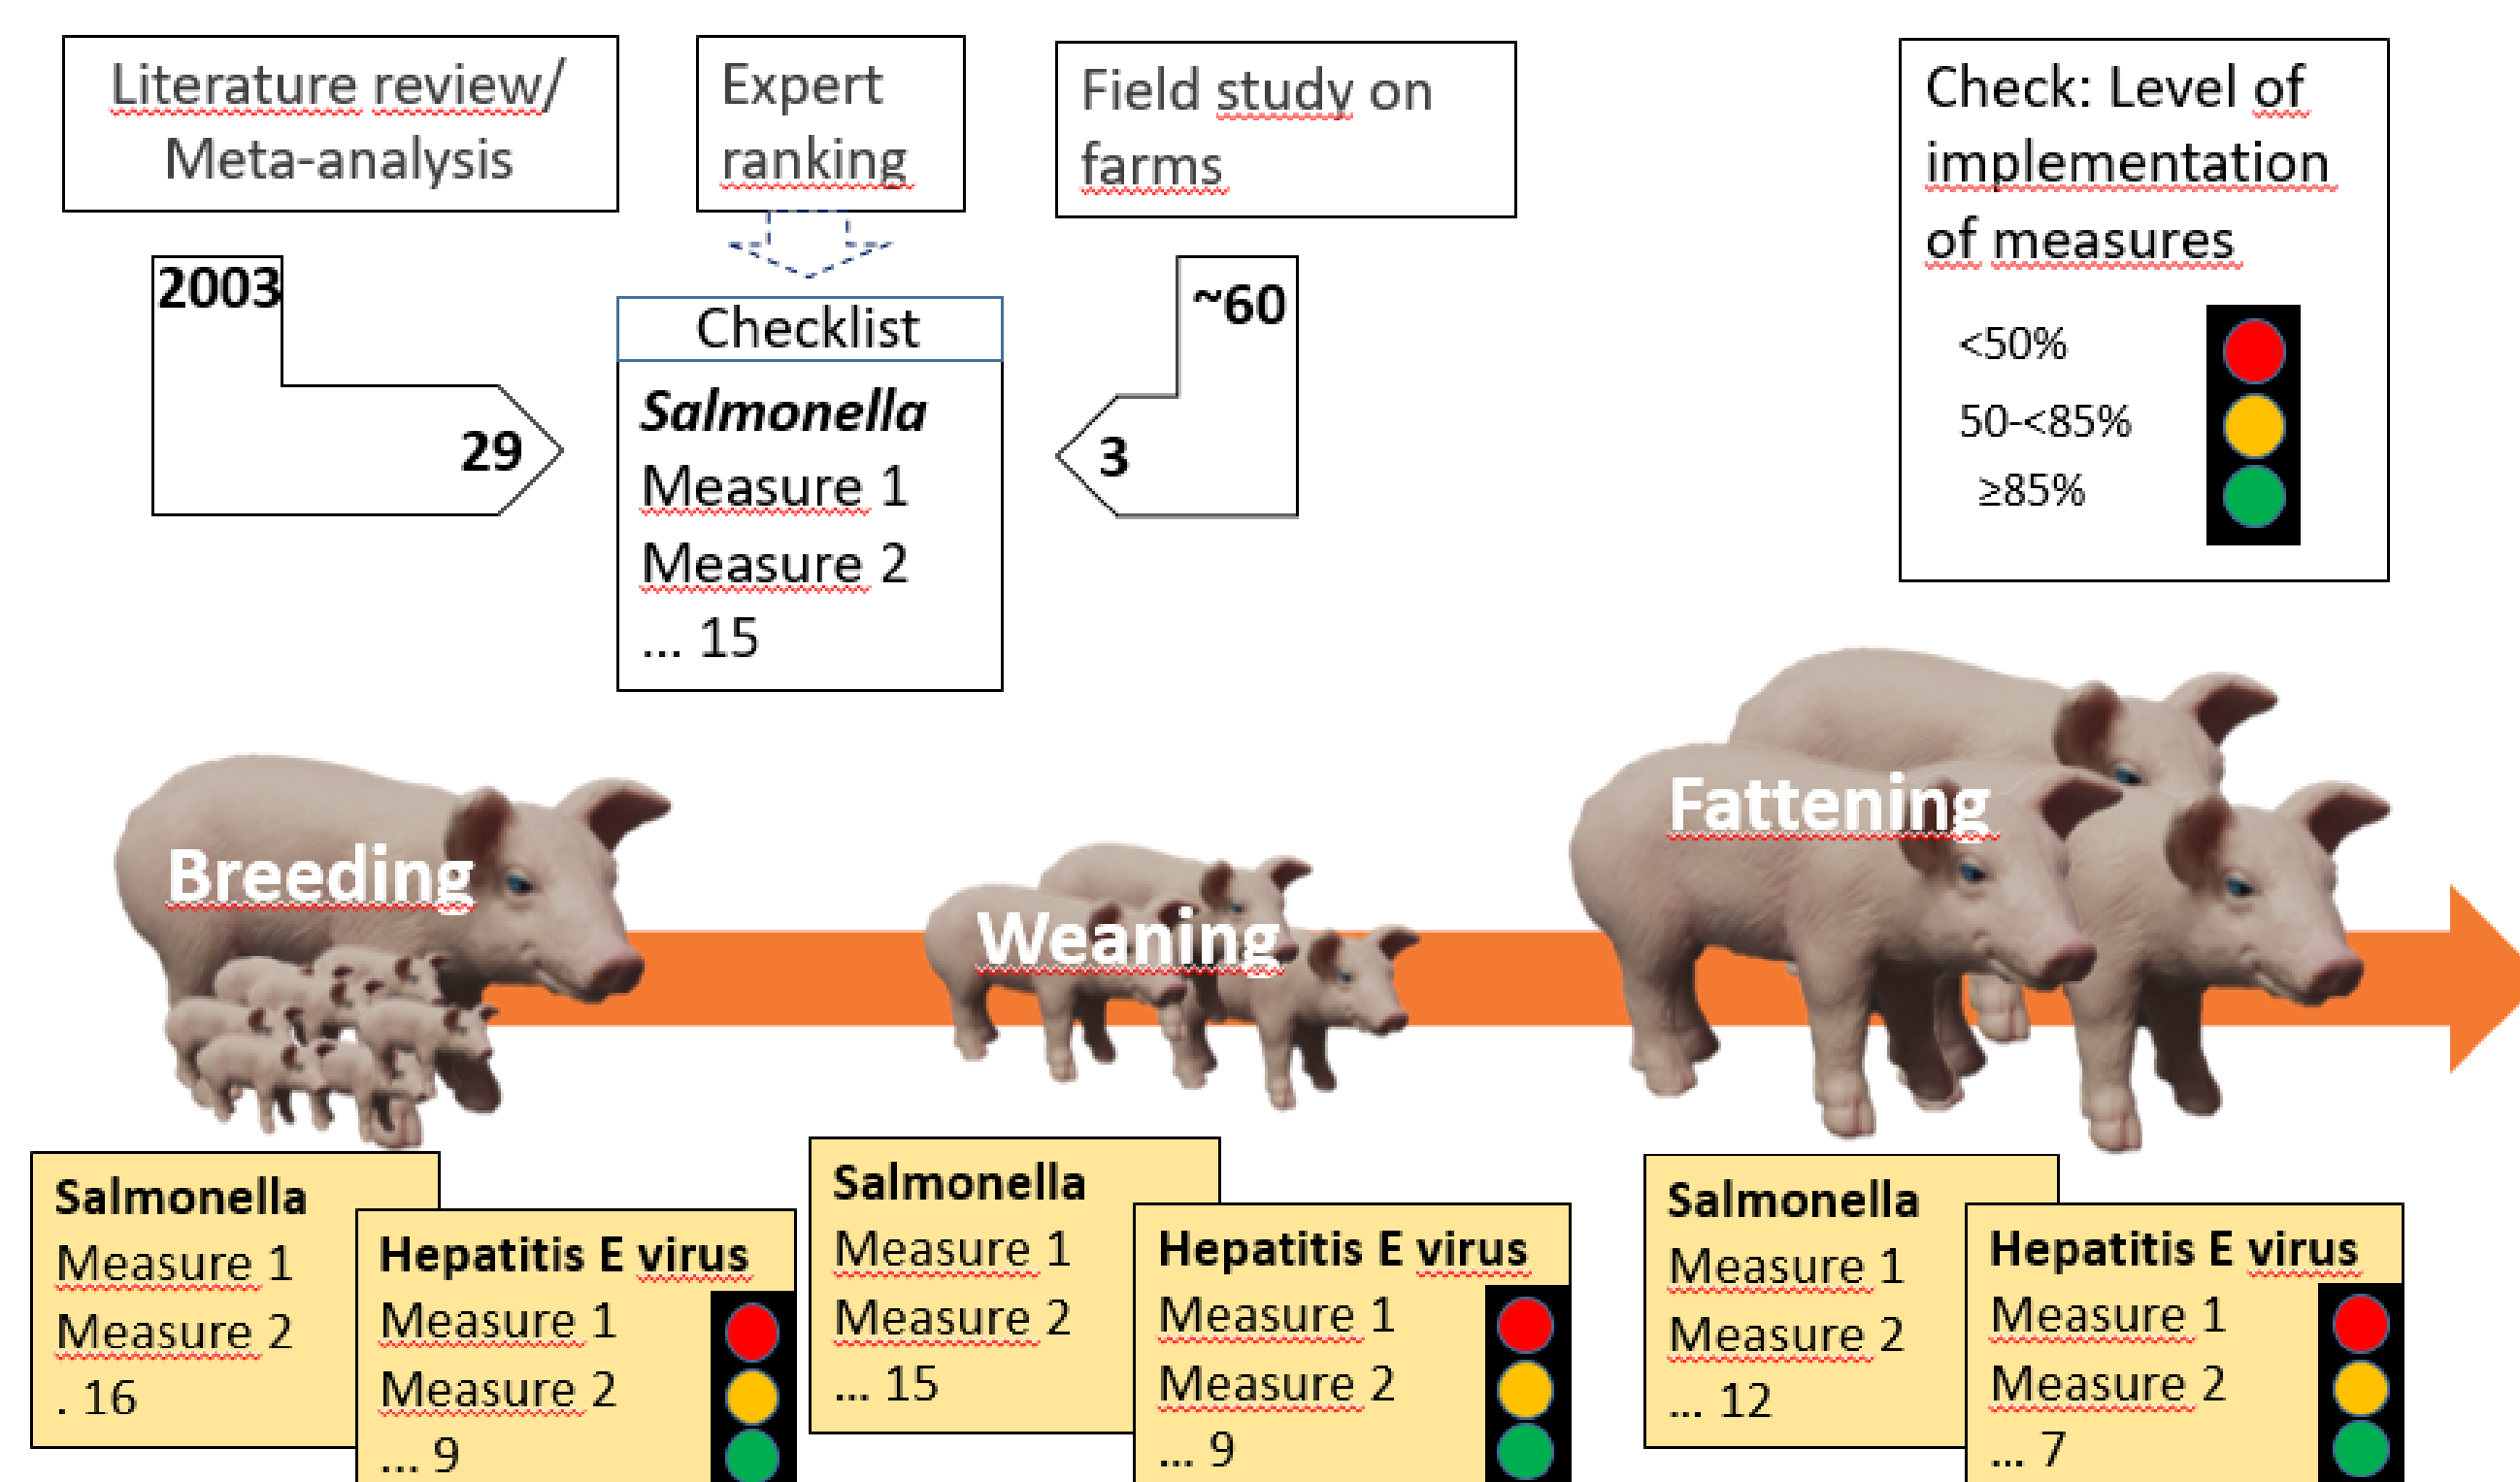 Literature review/
Meta-analysis
Expert
ranking
Field study on
farms
Check: Level of
implementation
of measures
<50%
50-<85%
≥85%
2003
29
~60
3
Checklist
Salmonella
Measure 1
Measure 2
... 15
Breeding
Weaning
Fattening
Salmonella
Measure 1
Measure 2
. 16
Hepatitis E virus
Measure 1
Measure 2
... 9
Salmonella
Measure 1
Measure 2
... 15
Hepatitis E virus
Measure 1
Measure 2
... 9
Salmonella
Measure 1
Measure 2
... 12
Hepatitis E virus
Measure 1
Measure 2
... 7